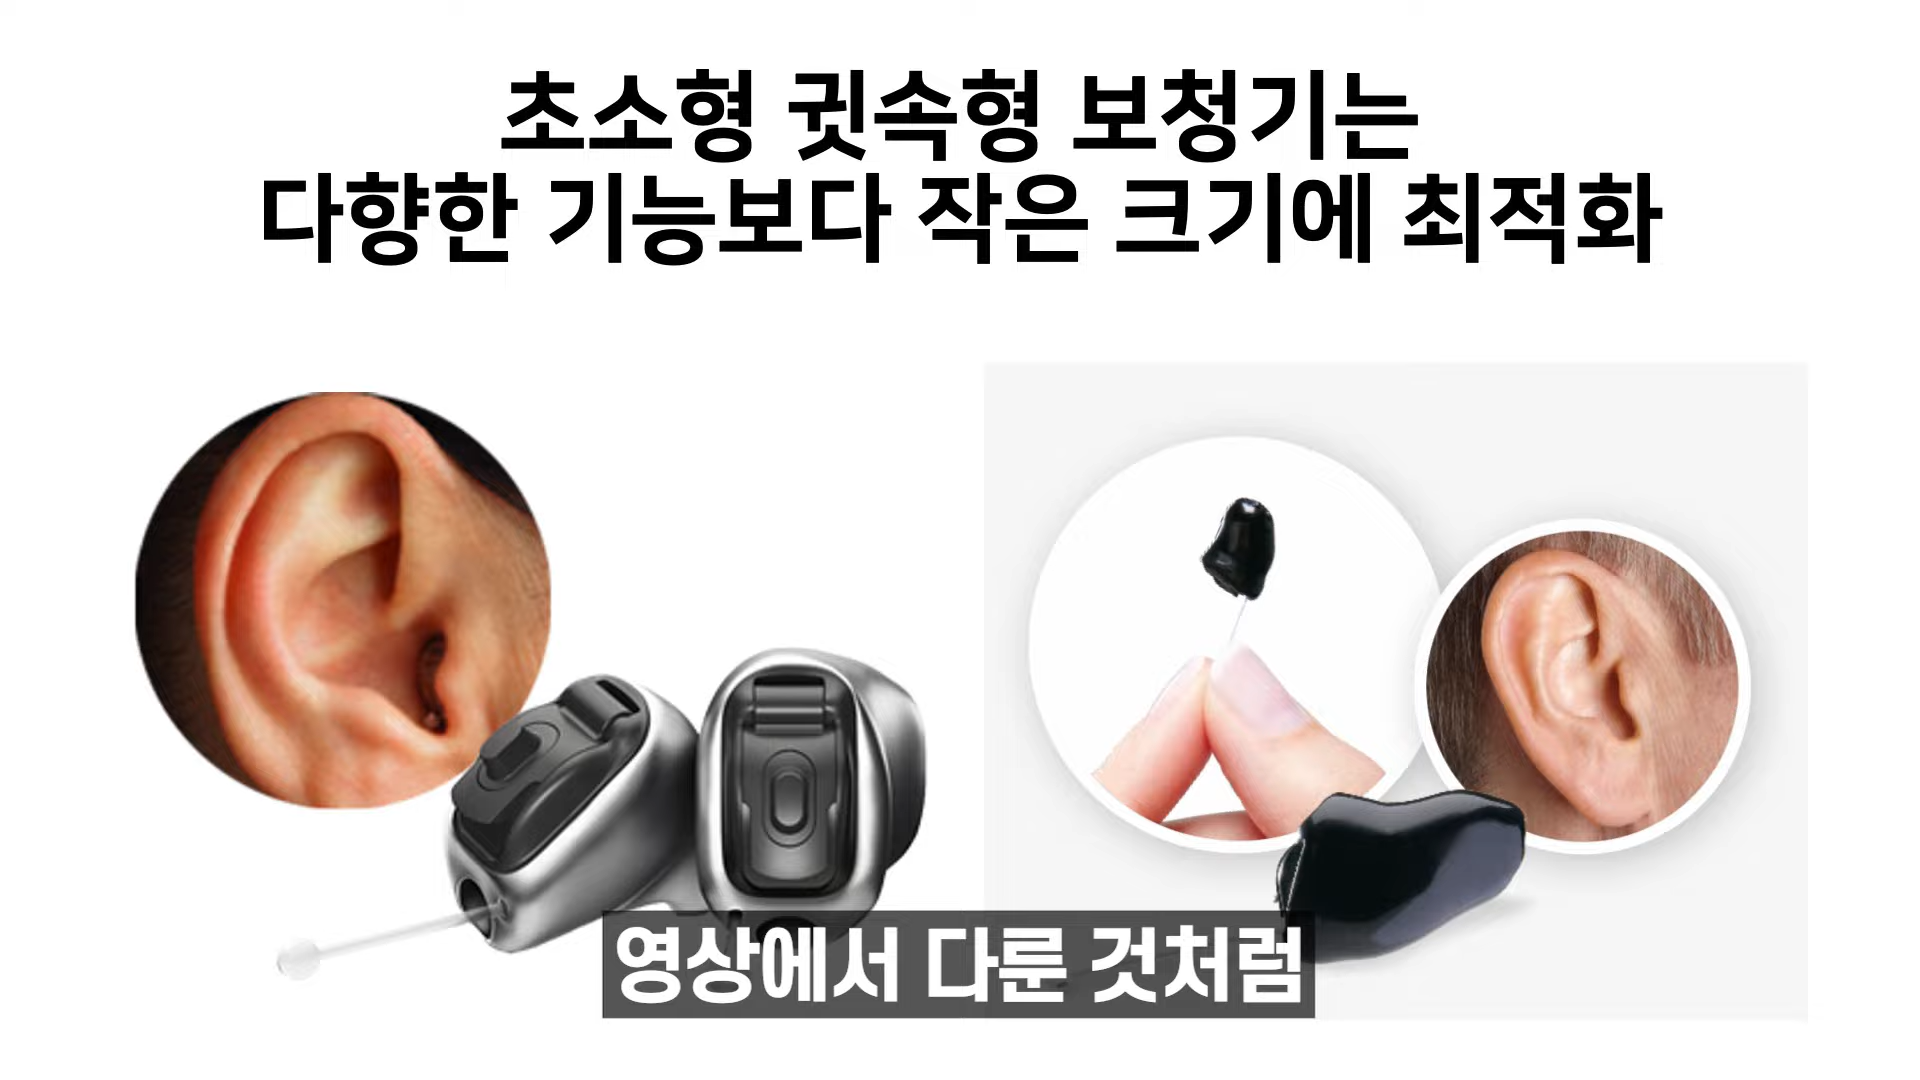 초소형 귓속형 보청기는
다향한 기능보다 작은 크기에 최적화
영상에서 다룬 것처럼